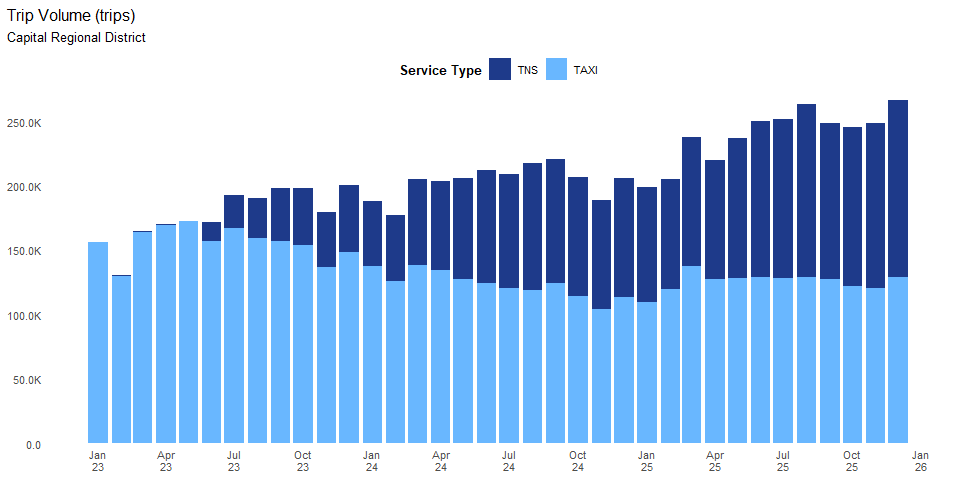 Trip Volume (trips)
Capital Regional District
Service Type TNS TAXI
250.0K
200.0K
150.0K
100.0K
50.0K
0.0
Jan Apr Jul Oct Jan Apr Jul Oct Jan Apr Jul Oct Jan
23 23 23 23 24 24 24 24 25 25 25 25 26